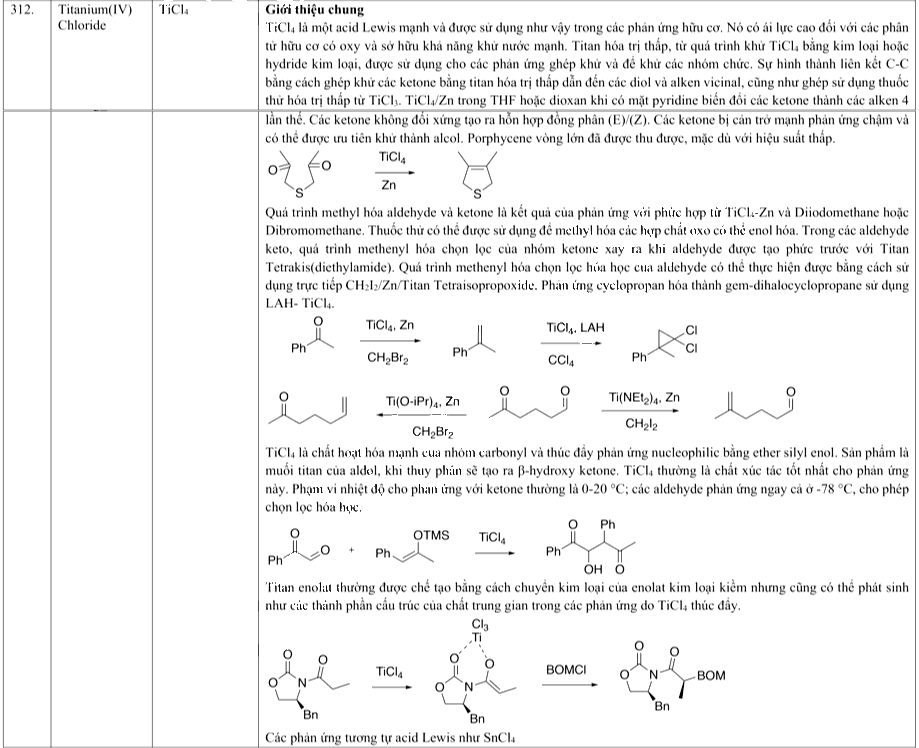 312. Titanium(IV) TiCl₄ Giới thiệu chung
Chloride
TiCl₄ là một acid Lewis mạnh và được sử dụng như vậy trong các phản ứng hữu cơ. Nó có ái lực cao đối với các phân
tử hữu cơ có oxy và sở hữu khả năng khử nước mạnh. Titan hóa trị thấp, từ quá trình khử TiCl₄ bằng kim loại hoặc
hydride kim loại, được sử dụng cho các phản ứng ghép khử và để khử các nhóm chức. Sự hình thành liên kết C-C
bằng cách ghép khử các ketone bằng titan hóa trị thấp dẫn đến các diol và alken vicinal, cũng như ghép sử dụng thuốc
thử hóa trị thấp từ TiCl₃. TiCl₄/Zn trong THF hoặc dioxan khi có mặt pyridine biến đổi các ketone thành các alken 4
lần thế. Các ketone không đối xứng tạo ra hỗn hợp đồng phân (E)/(Z). Các ketone bị cản trở mạnh phản ứng chậm và
có thể được ưu tiên khử thành alcol. Porphycene vòng lớn đã được thu được, mặc dù với hiệu suất thấp.
O O S TiCl₄ Zn S
Quá trình methyl hóa aldehyde và ketone là kết quả của phản ứng với phức hợp từ TiCl₄-Zn và Diiodomethane hoặc
Dibromomethane. Thuốc thử có thể được sử dụng để methyl hóa các hợp chất oxo có thể enol hóa. Trong các aldehyde
keto, quá trình methenyl hóa chọn lọc của nhóm ketone xay ra khi aldehyde được tạo phức trước với Titan
Tetrakis(diethylamide). Quá trình methenyl hóa chọn lọc hóa học cua aldehyde có thể thực hiện được bằng cách sử
dụng trực tiếp CH₂I₂/Zn/Titan Tetraisopropoxide. Phản ứng cyclopropan hóa thành gem-dihalocyclopropane sử dụng
LAH- TiCl₄.
O Ph TiCl₄, Zn CH₂Br₂ Ph TiCl₄, LAH CCl₄ Ph Cl Cl
O Ti(O-iPr)₄, Zn CH₂Br₂ O O Ti(NEt₂)₄, Zn CH₂I₂ O
TiCl₄ là chất hoạt hóa mạnh cua nhóm carbonyl và thúc đẩy phản ứng nucleophilic bằng ether silyl enol. Sản phẩm là
muối titan của aldol, khi thuỷ phân sẽ tạo ra β-hydroxy ketone. TiCl₄ thường là chất xúc tác tốt nhất cho phản ứng
này. Phạm vi nhiệt độ cho phan ứng với ketone thường là 0-20 °C; các aldehyde phản ứng ngay cả ở -78 °C, cho phép
chọn lọc hóa học.
O Ph O + Ph OTMS TiCl₄ O Ph Ph OH O
Titan enolat thường được chế tạo bằng cách chuyển kim loại của enolat kim loại kiềm nhưng cũng có thể phát sinh
như các thành phần cấu trúc của chất trung gian trong các phản ứng do TiCl₄ thúc đẩy.
O O O N Bn TiCl₄ Cl₃ Ti O O O N Bn BOMCl O O O N BOM Bn
Các phản ứng tương tự acid Lewis như SnCl₄